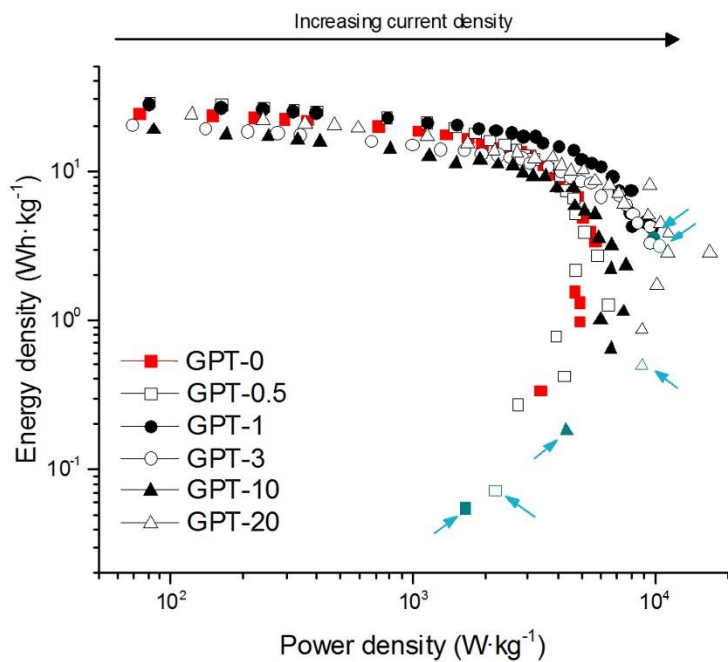 Increasing current density
Energy density (Wh·kg⁻¹)
10¹
10⁰
10⁻¹
GPT-0
GPT-0.5
GPT-1
GPT-3
GPT-10
GPT-20
10² 10³ 10⁴
Power density (W·kg⁻¹)